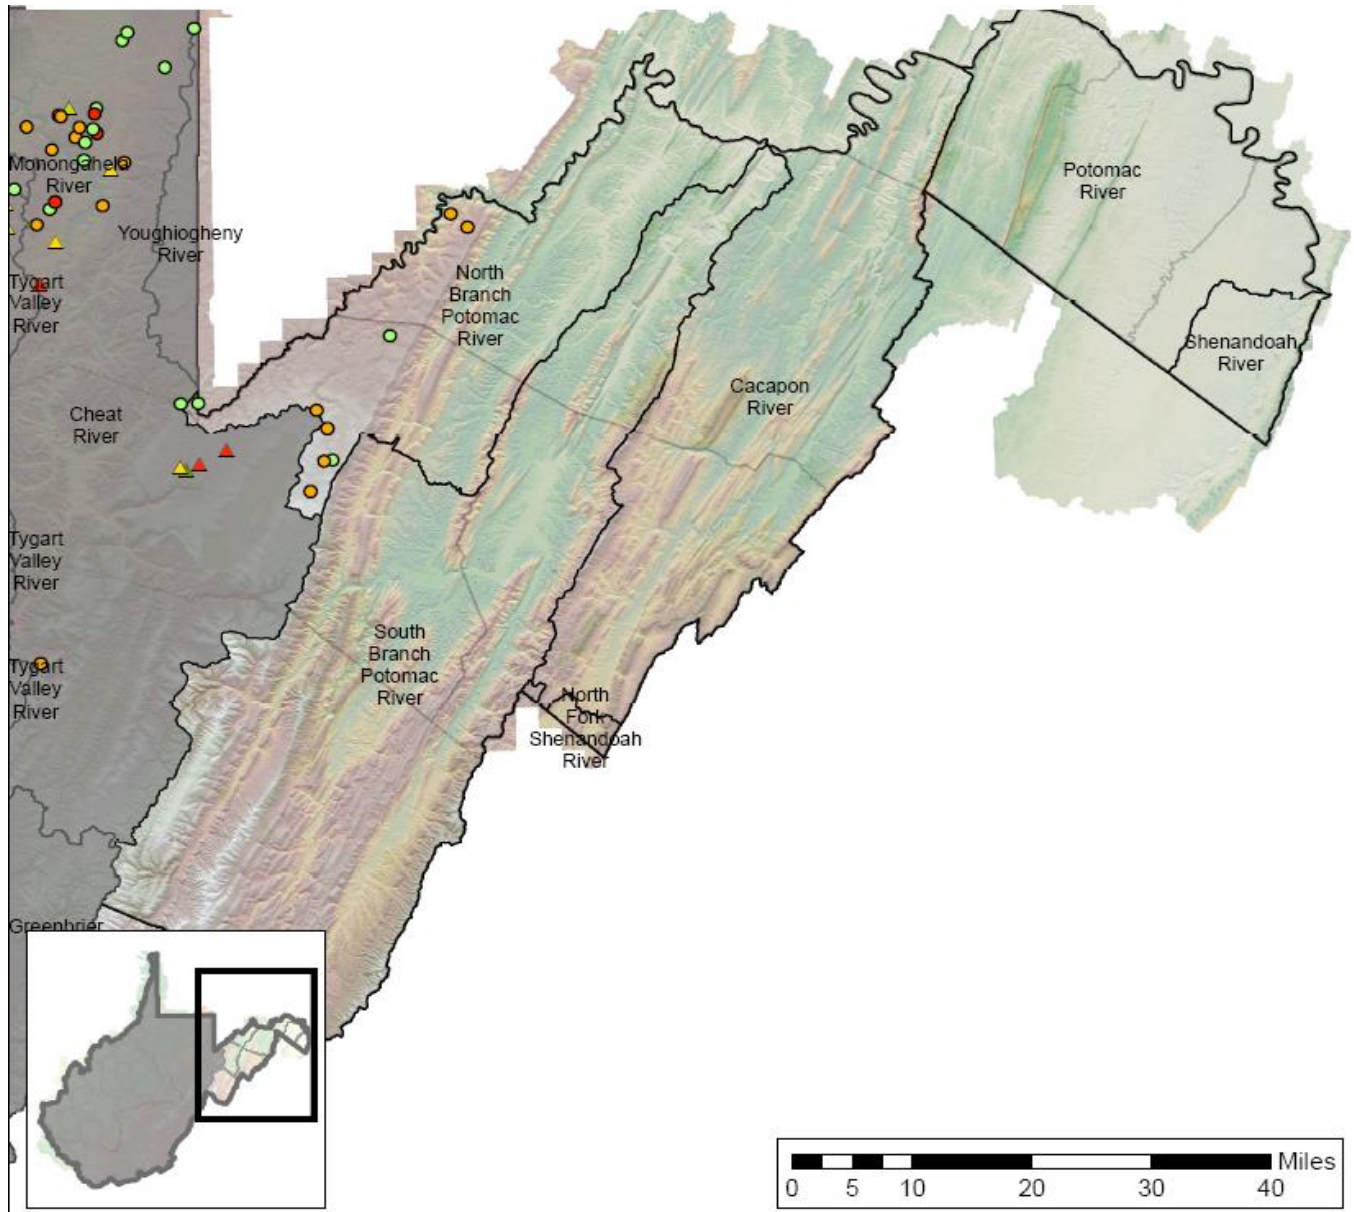 Monongahela
River
Youghiogheny
River
Tygart
Valley
River
Potomac
River
North
Branch
Potomac
River
Shenandoah
River
Cheat
River
Cacapon
River
Tygart
Valley
River
South
Branch
Potomac
River
Tygart
Valley
River
North
Fork
Shenandoah
River
Greenbrier
Miles
0 5 10 20 30 40